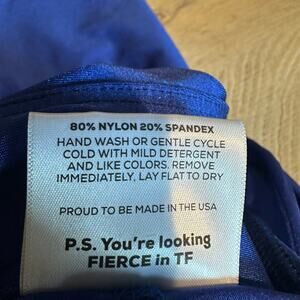 80% NYLON 20% SPANDEX
HAND WASH OR GENTLE CYCLE
COLD WITH MILD DETERGENT
AND LIKE COLORS. REMOVE
IMMEDIATELY, LAY FLAT TO DRY
PROUD TO BE MADE IN THE USA
P.S. You're looking
FIERCE in TF